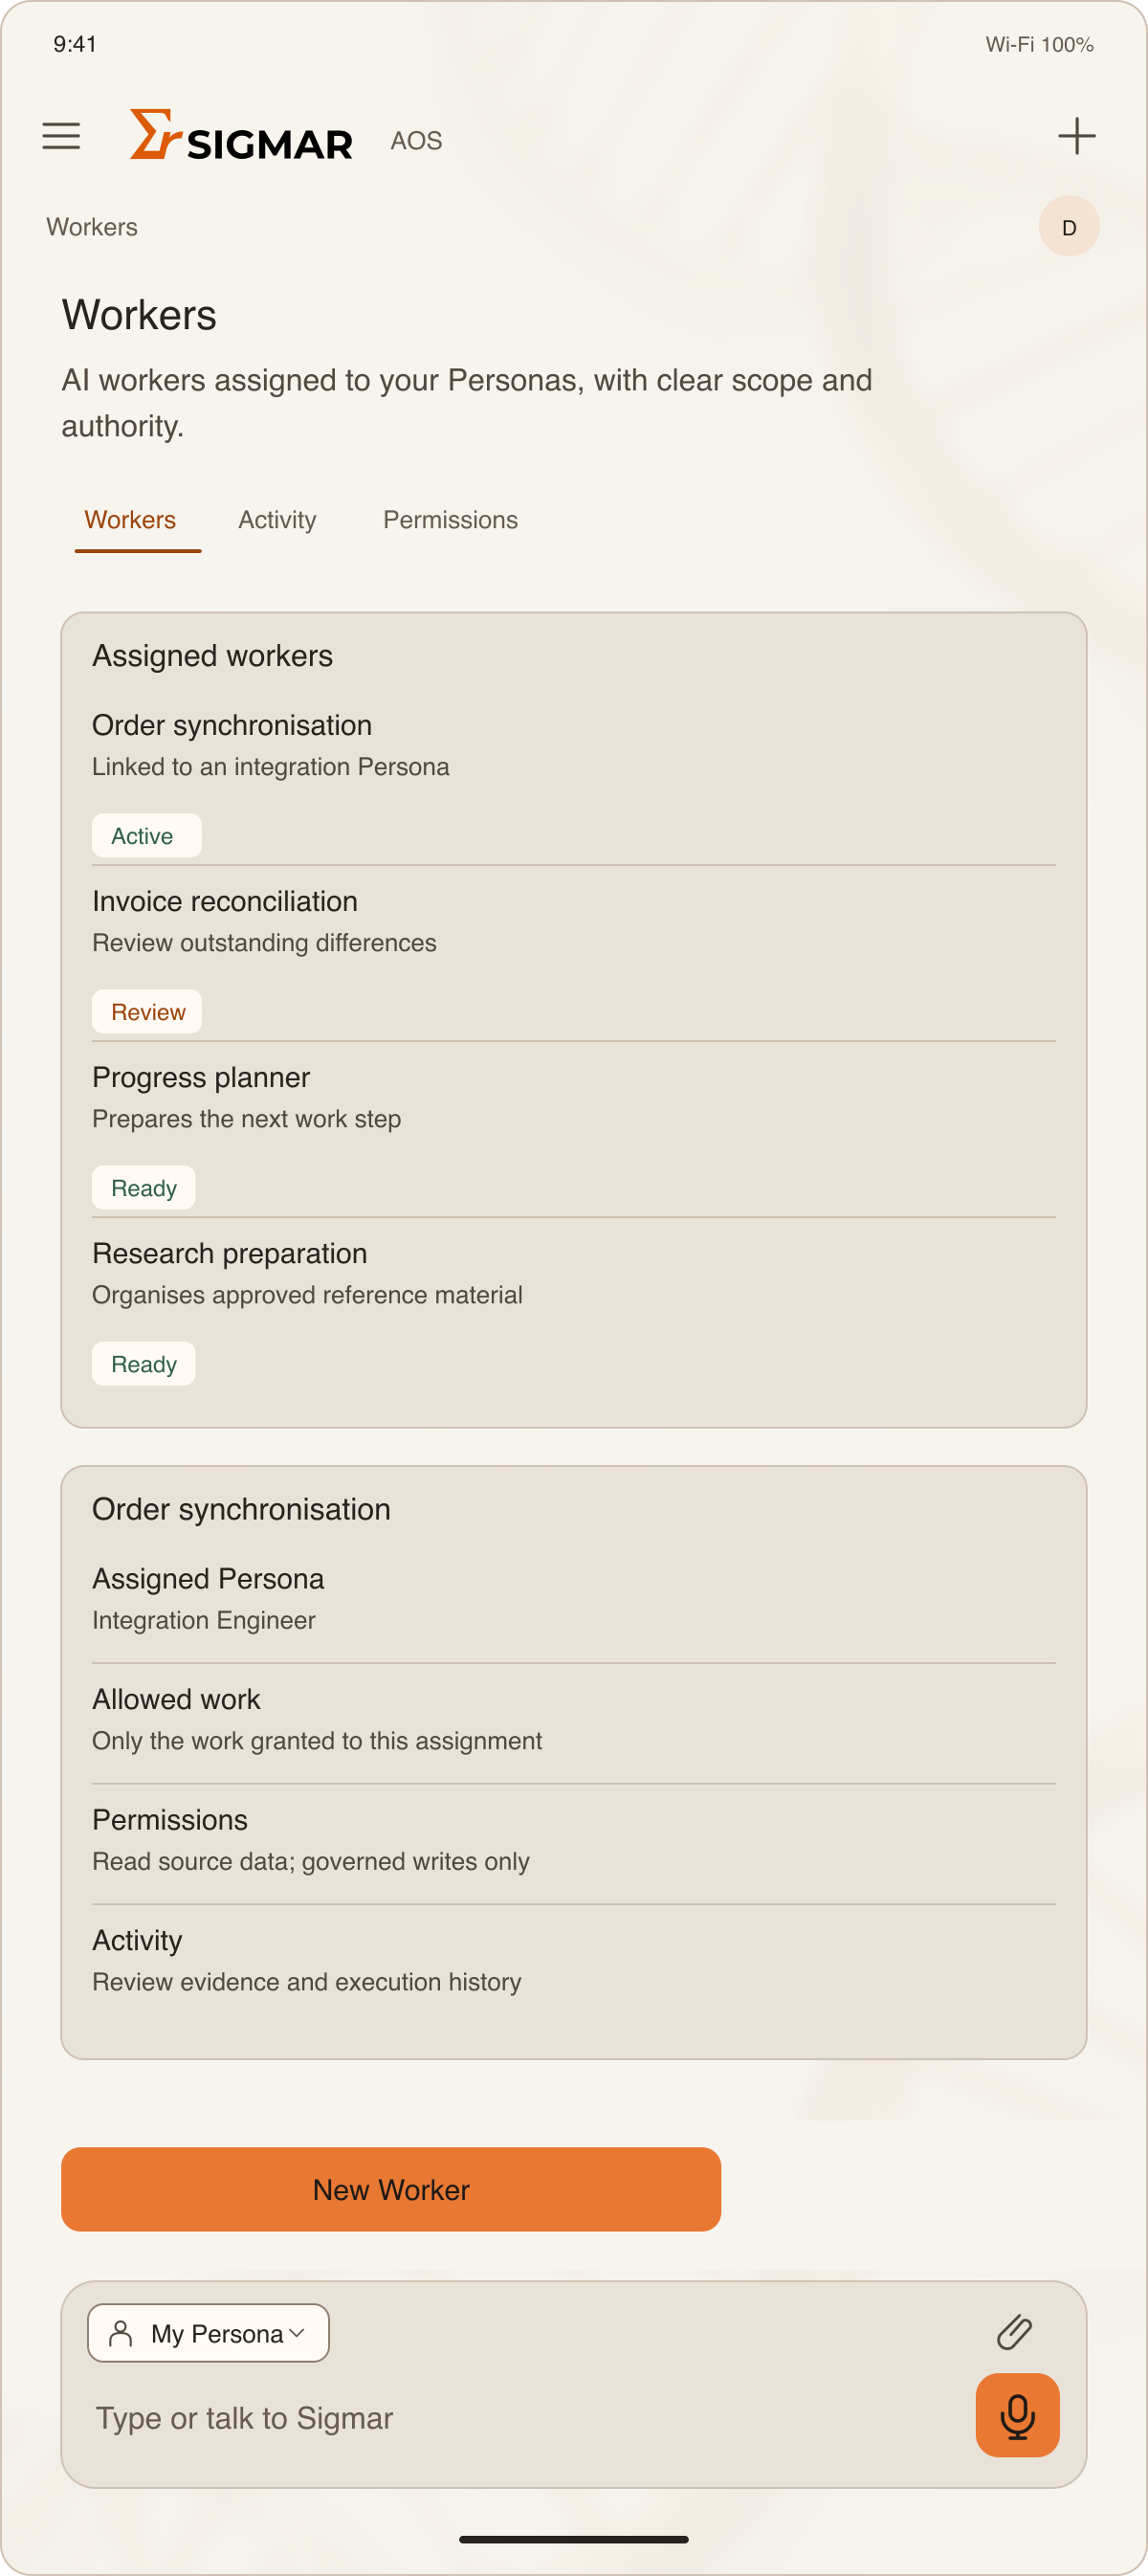 9:41
Wi-Fi 100%
Σr SIGMAR AOS
Workers
D
Workers
AI workers assigned to your Personas, with clear scope and
authority.
Workers Activity Permissions
Assigned workers
Order synchronisation
Linked to an integration Persona
Active
Invoice reconciliation
Review outstanding differences
Review
Progress planner
Prepares the next work step
Ready
Research preparation
Organises approved reference material
Ready
Order synchronisation
Assigned Persona
Integration Engineer
Allowed work
Only the work granted to this assignment
Permissions
Read source data; governed writes only
Activity
Review evidence and execution history
New Worker
My Persona
Type or talk to Sigmar